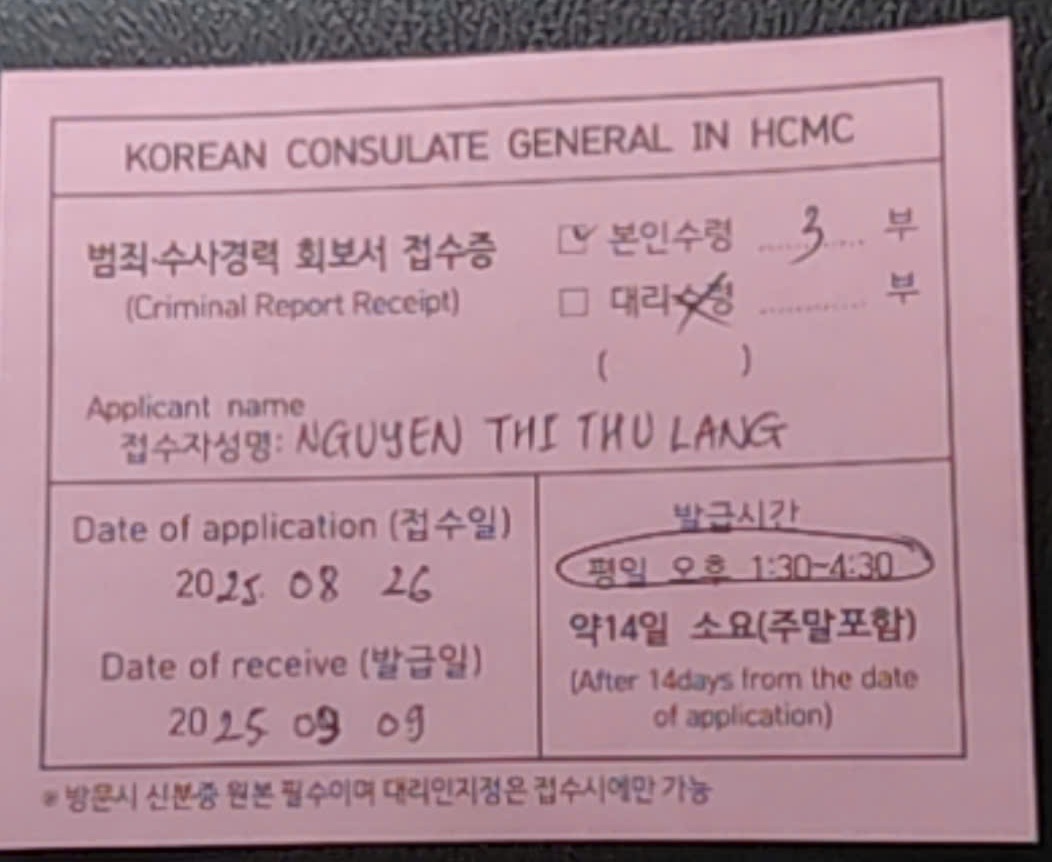 KOREAN CONSULATE GENERAL IN HCMC
범죄·수사경력 회보서 접수증
(Criminal Report Receipt)
본인수령 3 부
대리수령 부
( )
Applicant name
접수자성명: NGUYEN THI THU LANG
Date of application (접수일)
2025 08 26
Date of receive (발급일)
2025 09 09
발급시간
평일 오후 1:30~4:30
약14일 소요(주말포함)
(After 14days from the date
of application)
※ 방문시 신분증 원본 필수이며 대리인지정은 접수시에만 가능